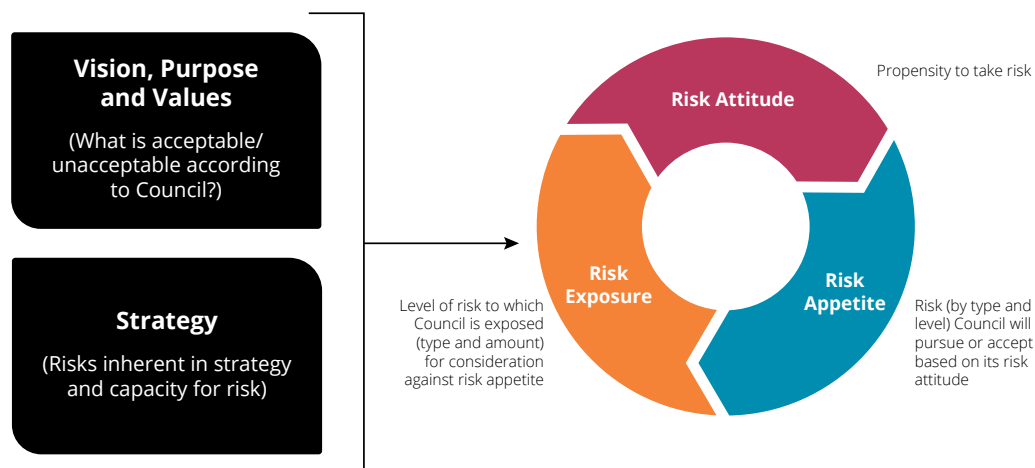 Vision, Purpose
and Values
(What is acceptable/
unacceptable according
to Council?)
Strategy
(Risks inherent in strategy
and capacity for risk)
Risk Attitude
Propensity to take risk
Risk
Appetite
Risk (by type and
level) Council will
pursue or accept
based on its risk
attitude
Risk
Exposure
Level of risk to which
Council is exposed
(type and amount)
for consideration
against risk appetite